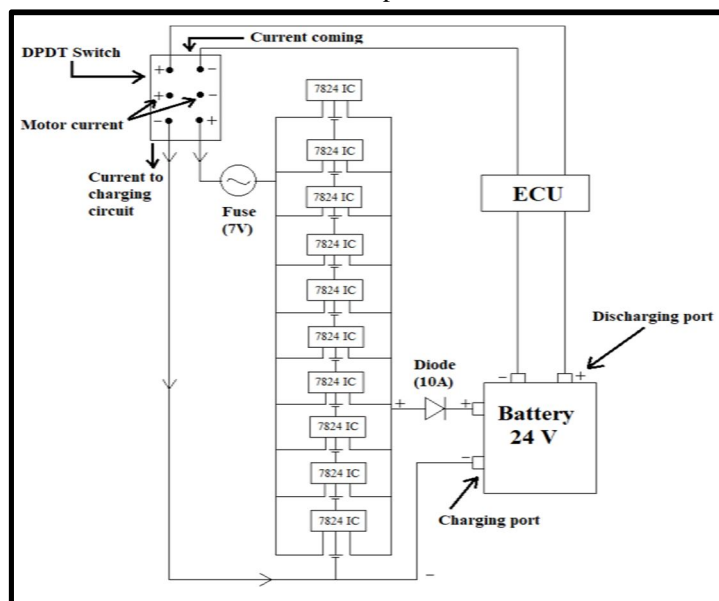 Current coming
DPDT Switch
+ -
+ -
Motor current
- +
Current to
charging
circuit
Fuse
(7V)
7824 IC
7824 IC
7824 IC
7824 IC
7824 IC
7824 IC
7824 IC
7824 IC
7824 IC
7824 IC
ECU
Discharging port
Diode
(10A)
- +
+ +
Battery
24 V
-
Charging port
-